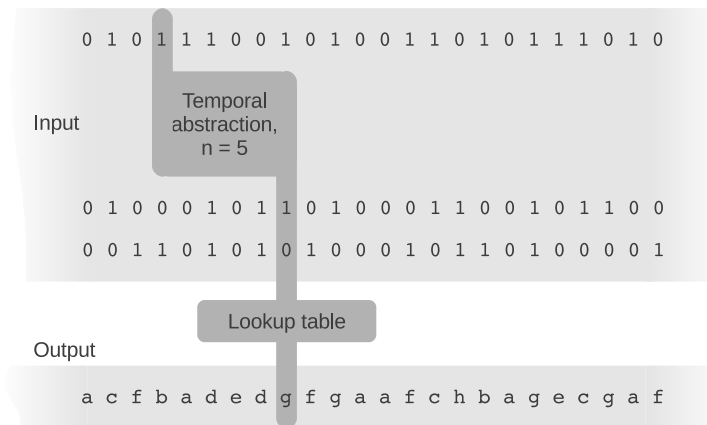 0 1 0 1 1 1 0 0 1 0 1 0 0 1 1 0 1 0 1 1 1 0 1 0
Temporal
abstraction,
n = 5
Input
0 1 0 0 0 1 0 1 1 0 1 0 0 0 1 1 0 0 1 0 1 1 0 0
0 0 1 1 0 1 0 1 0 1 0 0 0 1 0 1 1 0 1 0 0 0 0 1
Lookup table
Output
a c f b a d e d g f g a a f c h b a g e c g a f